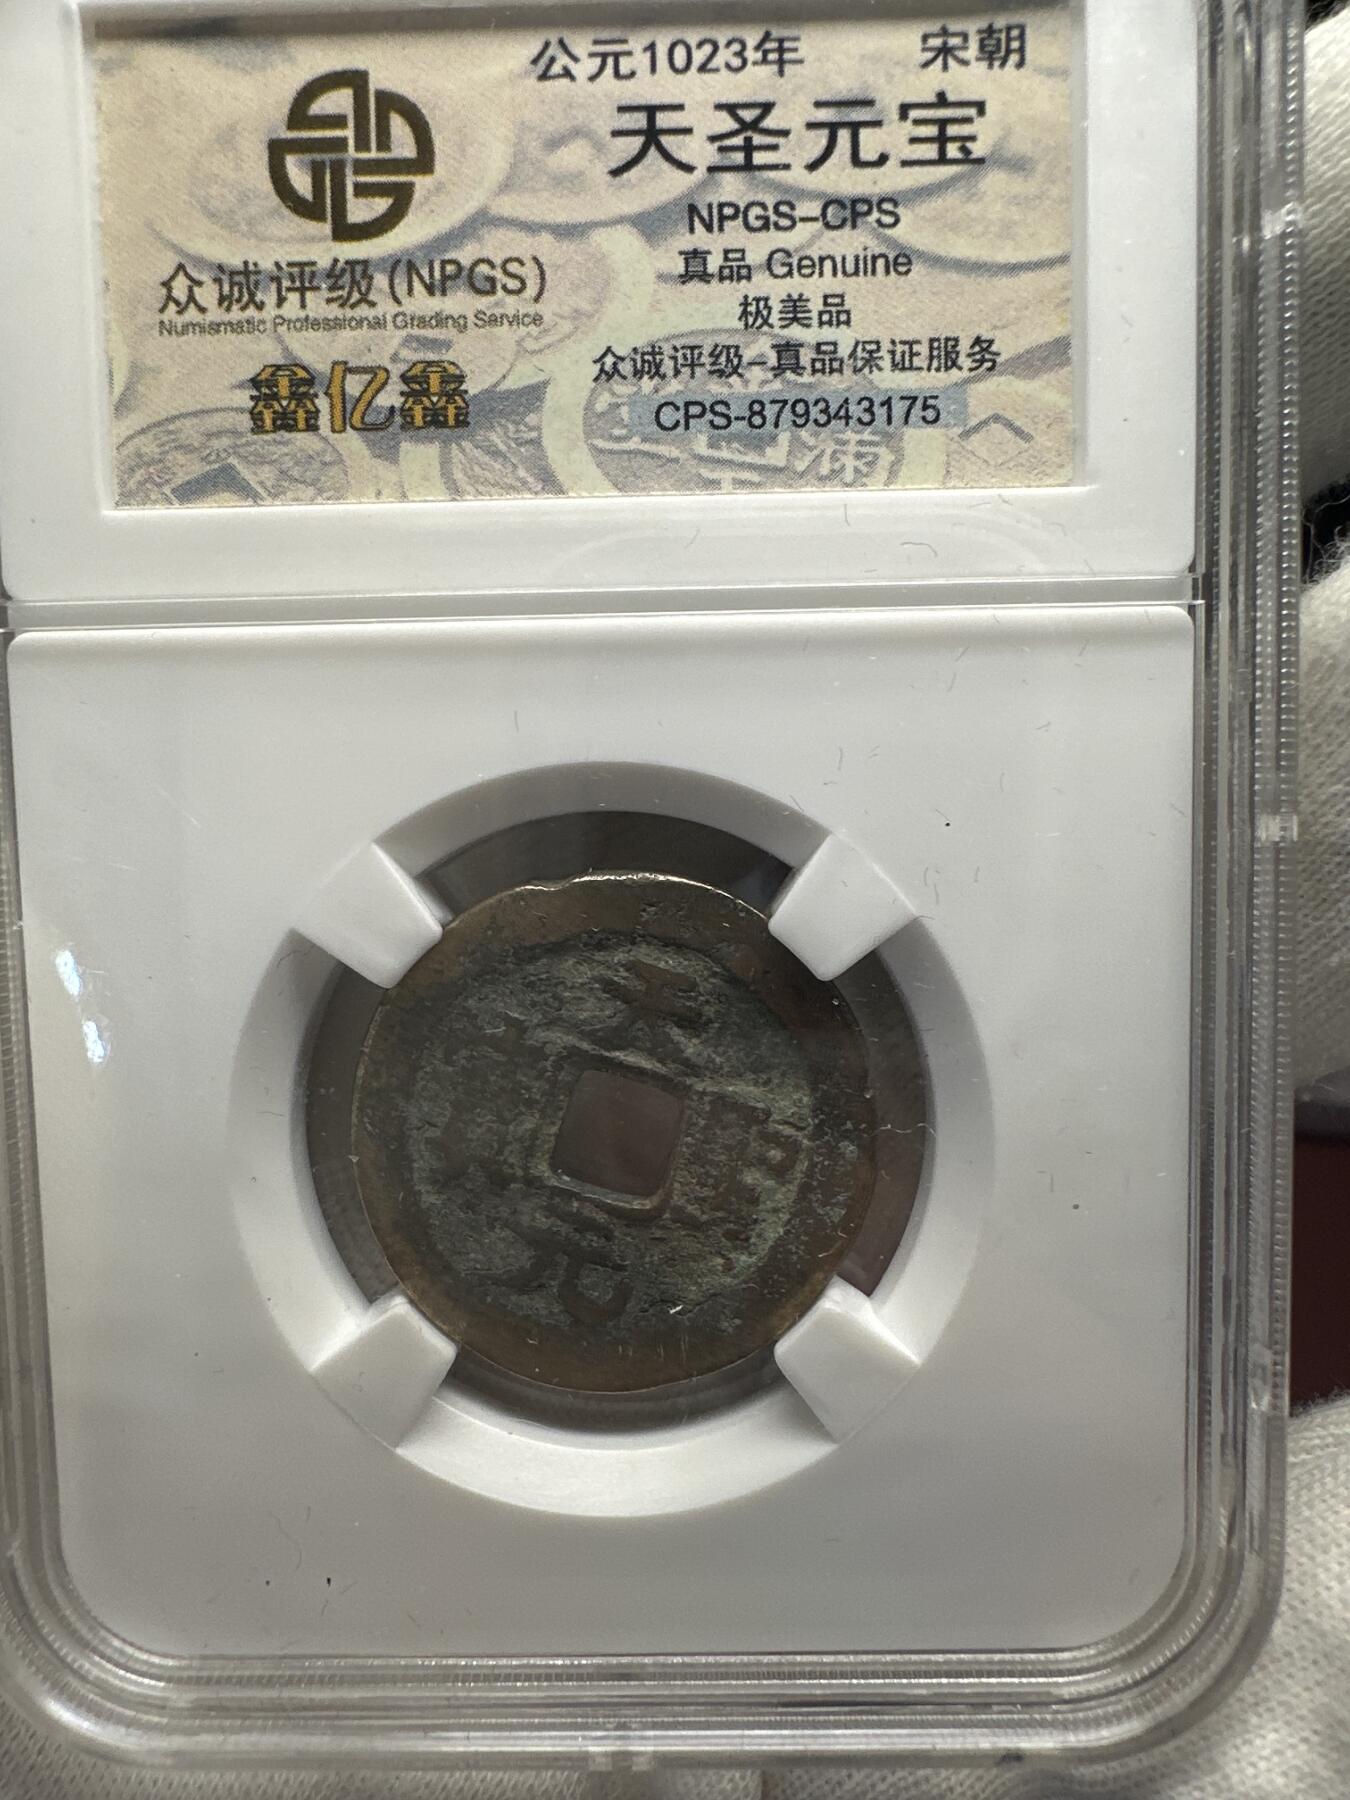 公元1023年 宋朝
天圣元宝
NPGS-CPS
真品 Genuine
极美品
众诚评级-真品保证服务
CPS-879343175
众诚评级(NPGS)
Numismatic Professional Grading Service
鑫亿鑫
天
聖
元